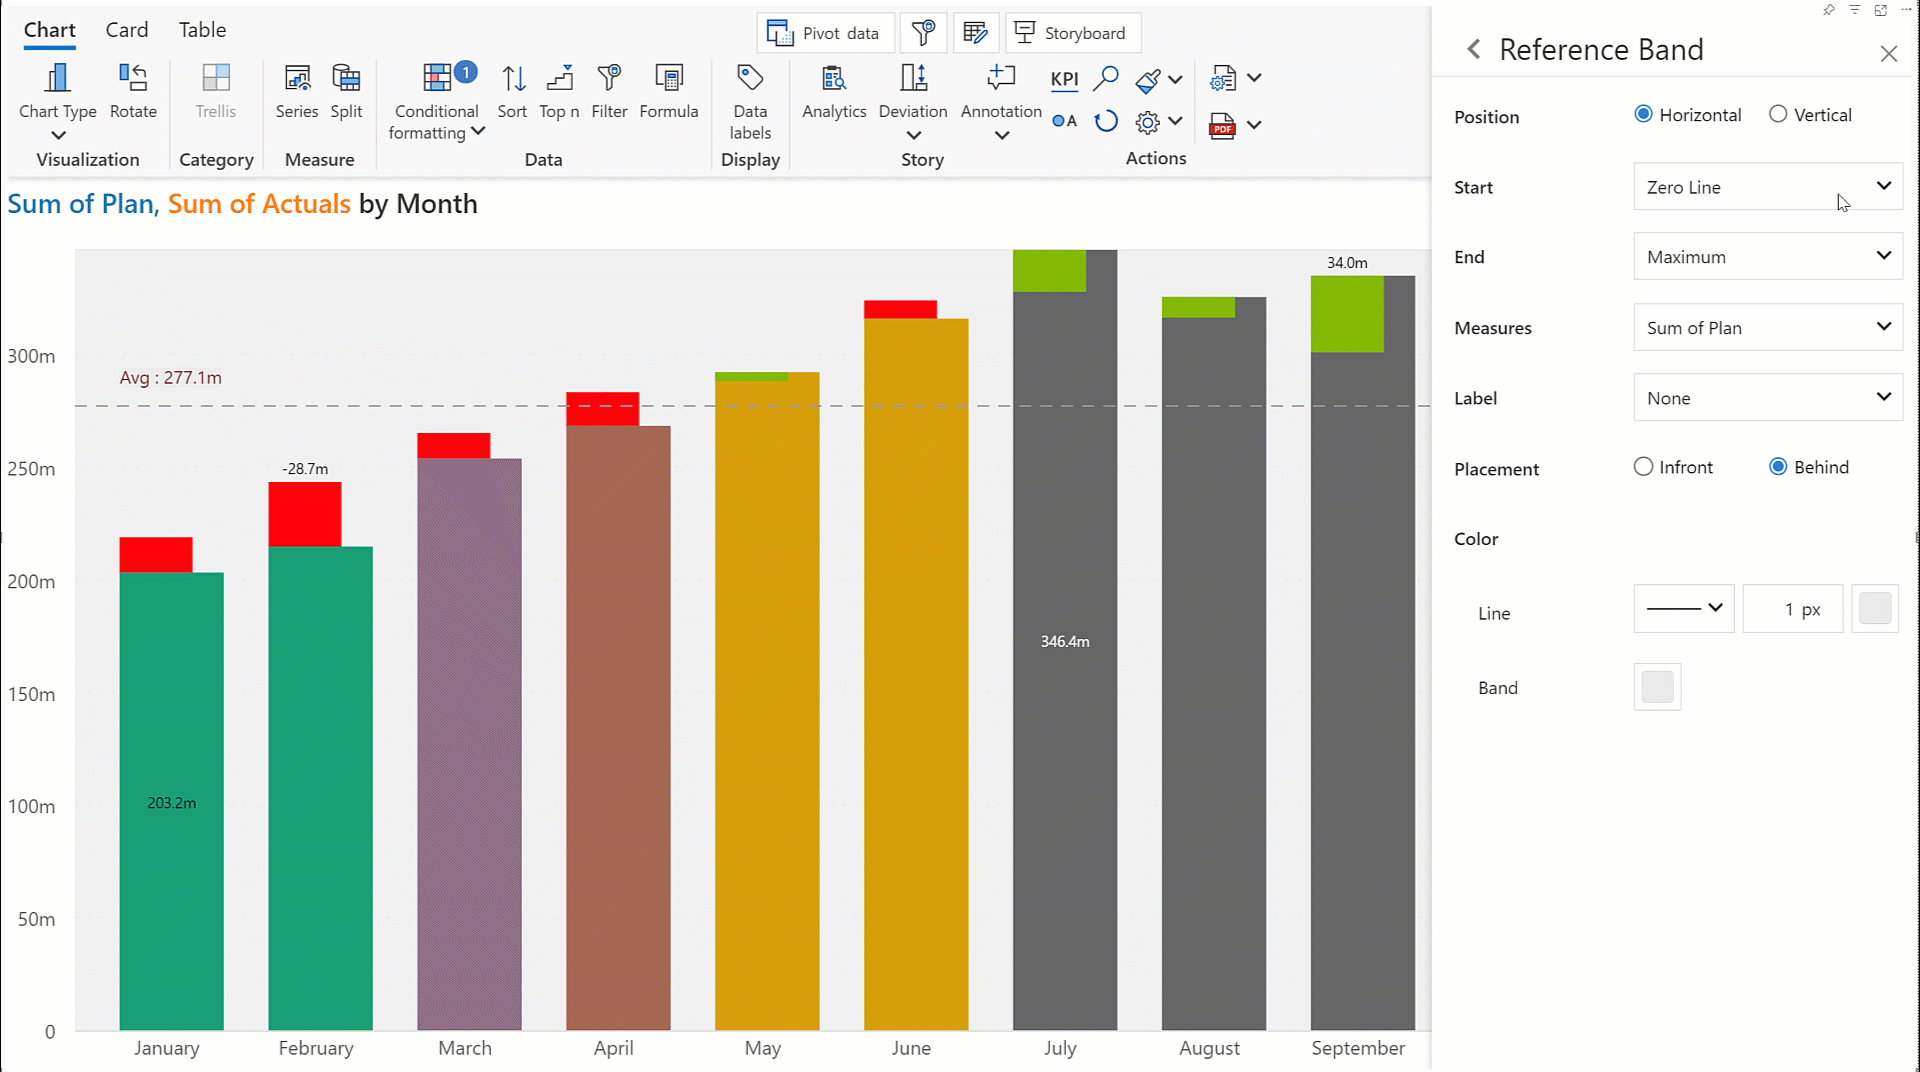 Chart Card Table
Pivot data Storyboard
1
Chart Type Rotate Trellis Series Split Conditional formatting Sort Top n Filter Formula Data labels Analytics Deviation Annotation KPI
A PDF
Visualization Category Measure Data Display Story Actions
Sum of Plan, Sum of Actuals by Month
34.0m
300m
Avg : 277.1m
250m
-28.7m
200m
346.4m
150m
203.2m
100m
50m
0
January February March April May June July August September
Reference Band
Position Horizontal Vertical
Start Zero Line
End Maximum
Measures Sum of Plan
Label None
Placement Infront Behind
Color
Line 1 px
Band